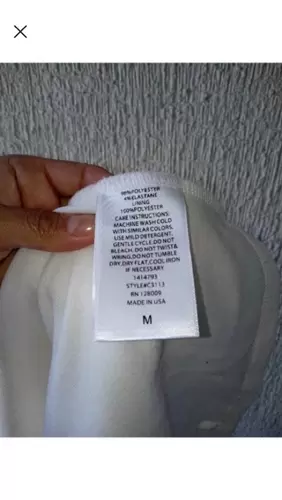 96%POLYESTER
4%ELASTANE
LINING
100%POLYESTER
CARE INSTRUCTIONS:
MACHINE WASH COLD
WITH SIMILAR COLORS,
USE MILD DETERGENT,
GENTLE CYCLE.DO NOT
BLEACH. DO NOT TWIST&
WRING,DO NOT TUMBLE
DRY,DRY FLAT,COOL IRON
IF NECESSARY
1414793
STYLE#C3113
RN 128009
MADE IN USA
M